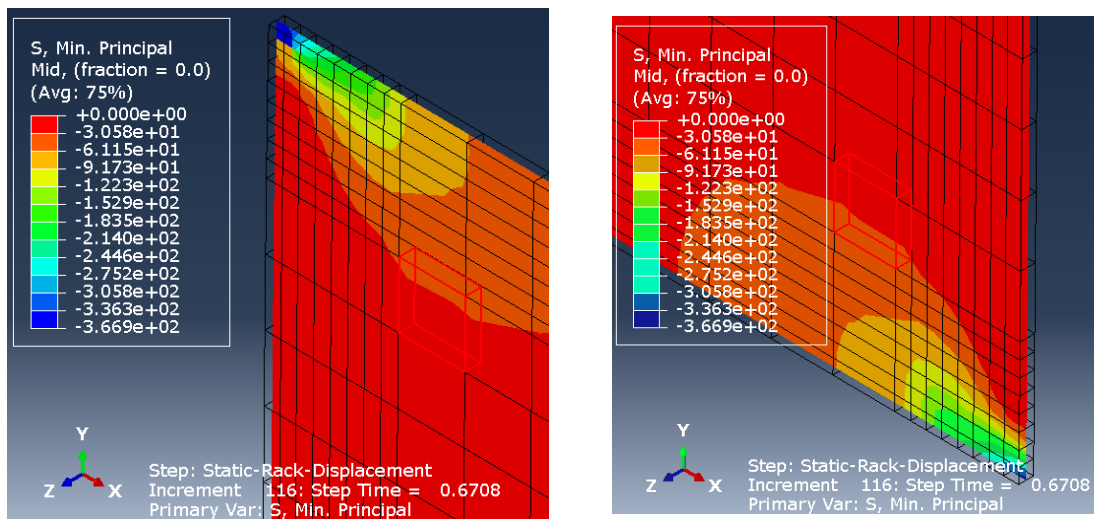 S, Min. Principal
Mid, (fraction = 0.0)
(Avg: 75%)
+0.000e+00
-3.058e+01
-6.115e+01
-9.173e+01
-1.223e+02
-1.529e+02
-1.835e+02
-2.140e+02
-2.446e+02
-2.752e+02
-3.058e+02
-3.363e+02
-3.669e+02
Y
Z X
Step: Static-Rack-Displacement
Increment 116: Step Time = 0.6708
Primary Var: S, Min. Principal
S, Min. Principal
Mid, (fraction = 0.0)
(Avg: 75%)
+0.000e+00
-3.058e+01
-6.115e+01
-9.173e+01
-1.223e+02
-1.529e+02
-1.835e+02
-2.140e+02
-2.446e+02
-2.752e+02
-3.058e+02
-3.363e+02
-3.669e+02
Y
Z X
Step: Static-Rack-Displacement
Increment 116: Step Time = 0.6708
Primary Var: S, Min. Principal